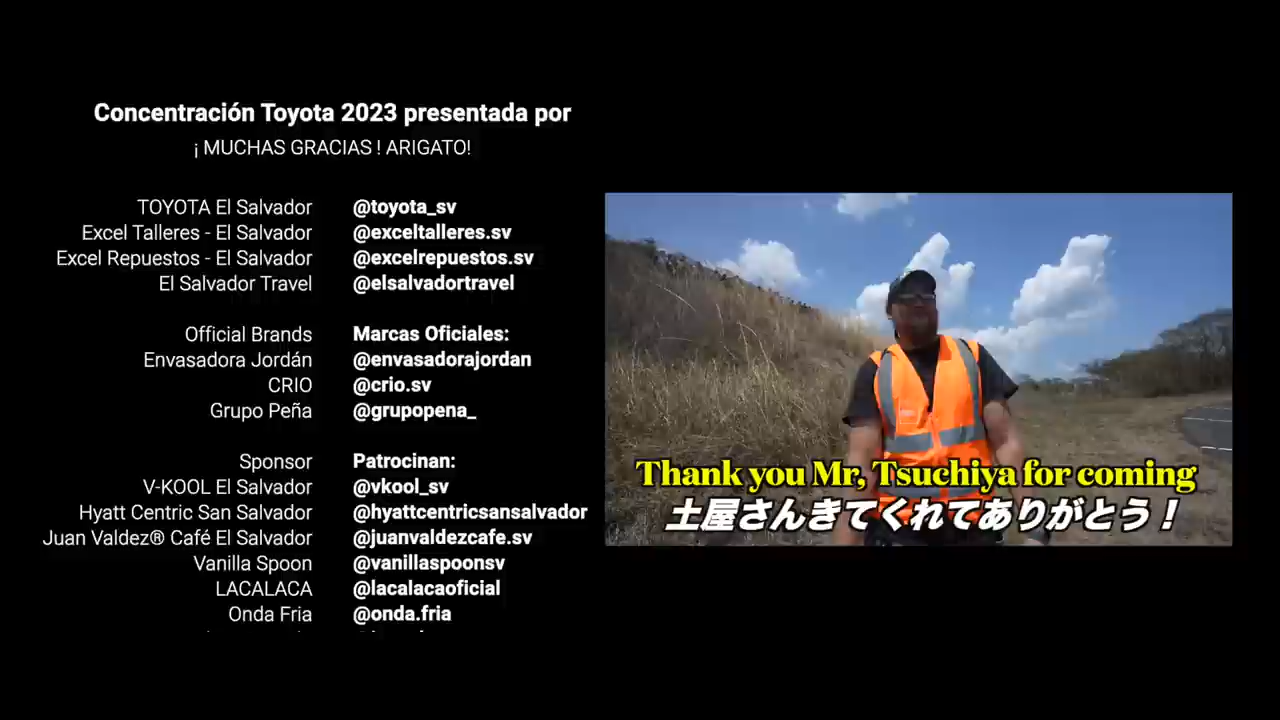 Concentración Toyota 2023 presentada por
¡ MUCHAS GRACIAS ! ARIGATO!
TOYOTA El Salvador @toyota_sv
Excel Talleres - El Salvador @exceltalleres.sv
Excel Repuestos - El Salvador @excelrepuestos.sv
El Salvador Travel @elsalvadortravel
Official Brands Marcas Oficiales:
Envasadora Jordán @envasadorajordan
CRIO @crio.sv
Grupo Peña @grupopena_
Sponsor Patrocinan:
V-KOOL El Salvador @vkool_sv
Hyatt Centric San Salvador @hyattcentricsansalvador
Juan Valdez® Café El Salvador @juanvaldezcafe.sv
Vanilla Spoon @vanillaspoonsv
LACALACA @lacalacaoficial
Onda Fria @onda.fria
Thank you Mr, Tsuchiya for coming
土屋さんきてくれてありがとう！